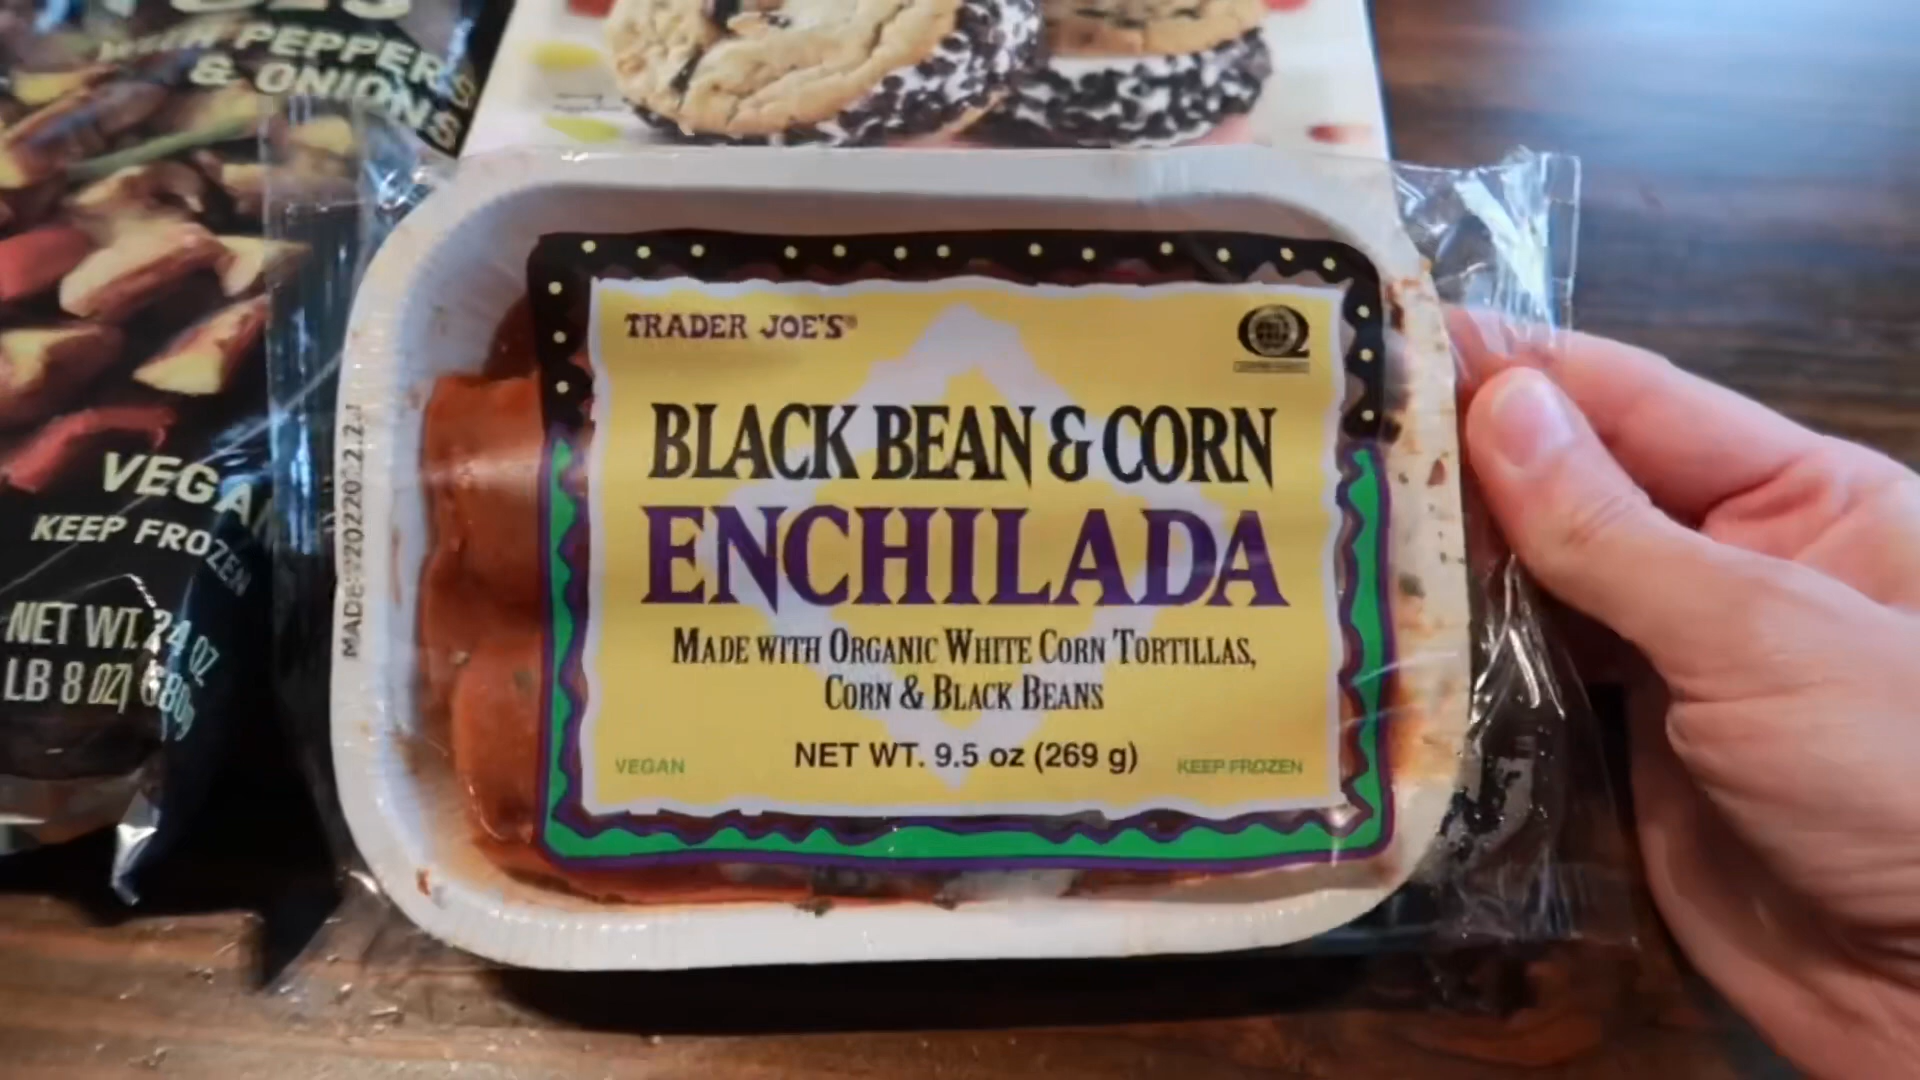 WITH PEPPERS
& ONIONS
VEGAN
KEEP FROZEN
NET WT. 24 OZ
LB 8 OZ) 680g
TRADER JOE'S®
BLACK BEAN & CORN
ENCHILADA
MADE WITH ORGANIC WHITE CORN TORTILLAS,
CORN & BLACK BEANS
NET WT. 9.5 oz (269 g)
VEGAN
KEEP FROZEN